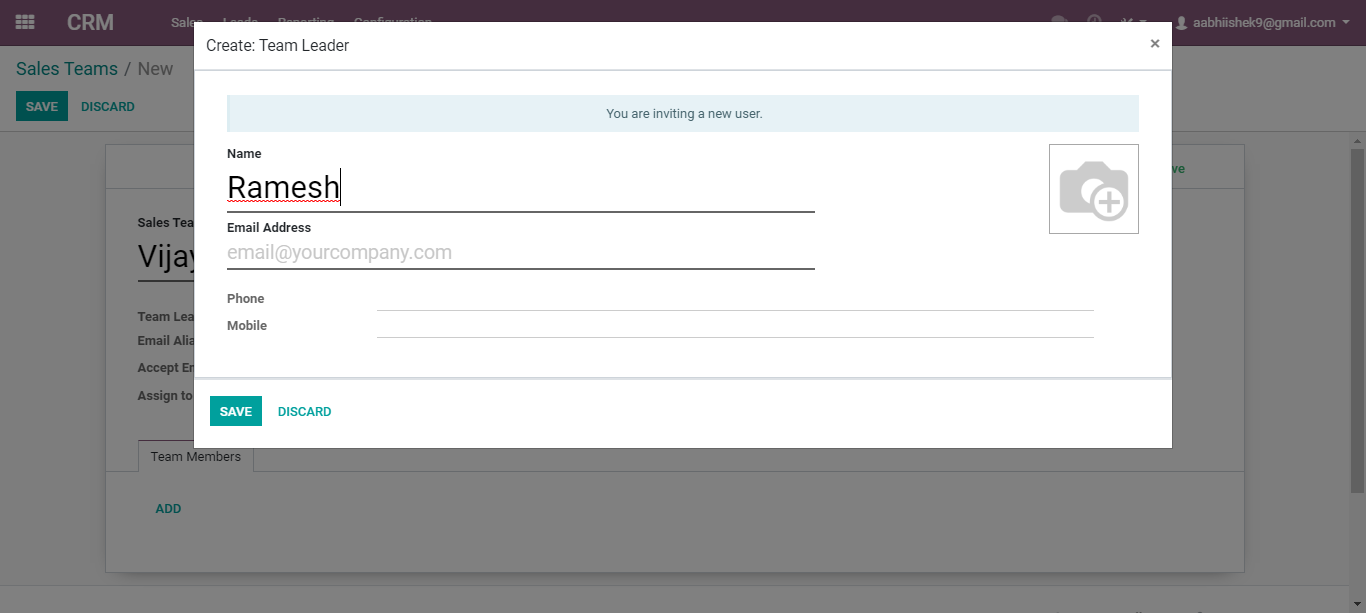 CRM
Sales Leads Reporting Configuration
aabhiishek9@gmail.com
Create: Team Leader
×
Sales Teams / New
SAVE DISCARD
You are inviting a new user.
Name
Ramesh
Email Address
email@yourcompany.com
Phone
Mobile
SAVE DISCARD
Sales Tea
Vijay
Team Lea
Email Alia
Accept Em
Assign to
Team Members
ADD
ve